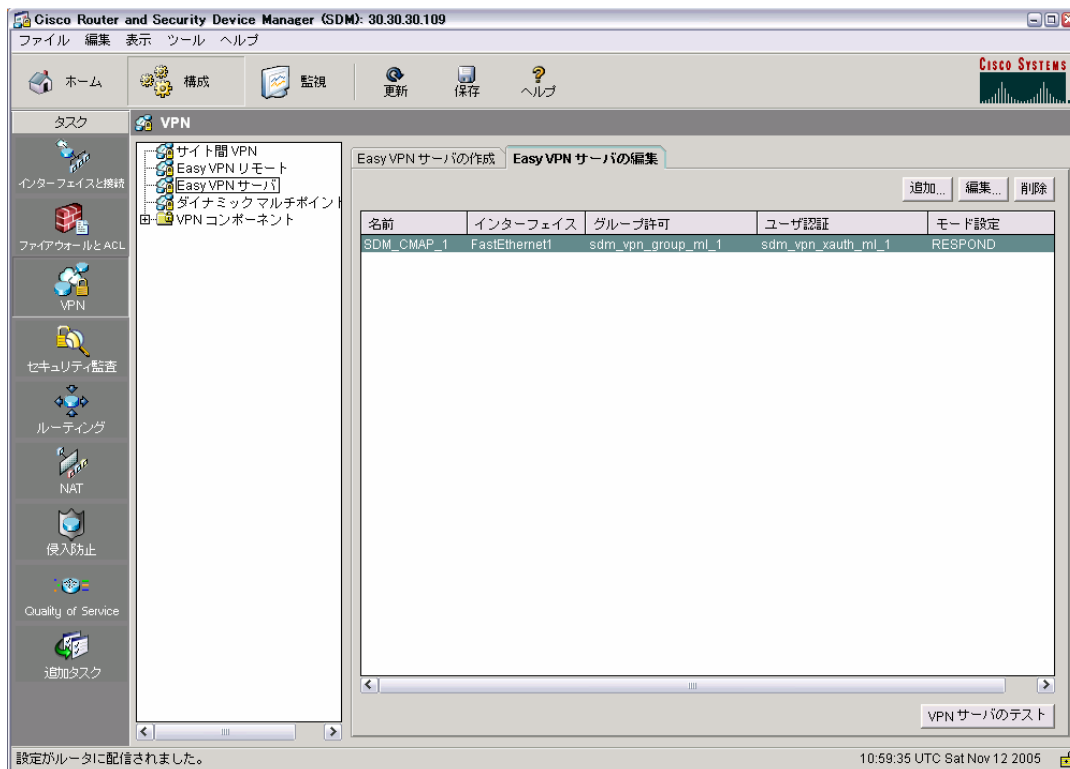 Cisco Router and Security Device Manager (SDM): 30.30.30.109
ファイル 編集 表示 ツール ヘルプ
ホーム 構成 監視 更新 保存 ヘルプ
CISCO SYSTEMS
タスク
インターフェイスと接続
ファイアウォールと ACL
VPN
セキュリティ監査
ルーティング
NAT
侵入防止
Quality of Service
追加タスク
VPN
サイト間 VPN
Easy VPN リモート
Easy VPN サーバ
ダイナミック マルチポイント
VPN コンポーネント
Easy VPN サーバの作成 Easy VPN サーバの編集
追加... 編集... 削除
名前 インターフェイス グループ許可 ユーザ認証 モード設定
SDM_CMAP_1 FastEthernet1 sdm_vpn_group_ml_1 sdm_vpn_xauth_ml_1 RESPOND
VPN サーバのテスト
設定がルータに配信されました。 10:59:35 UTC Sat Nov 12 2005